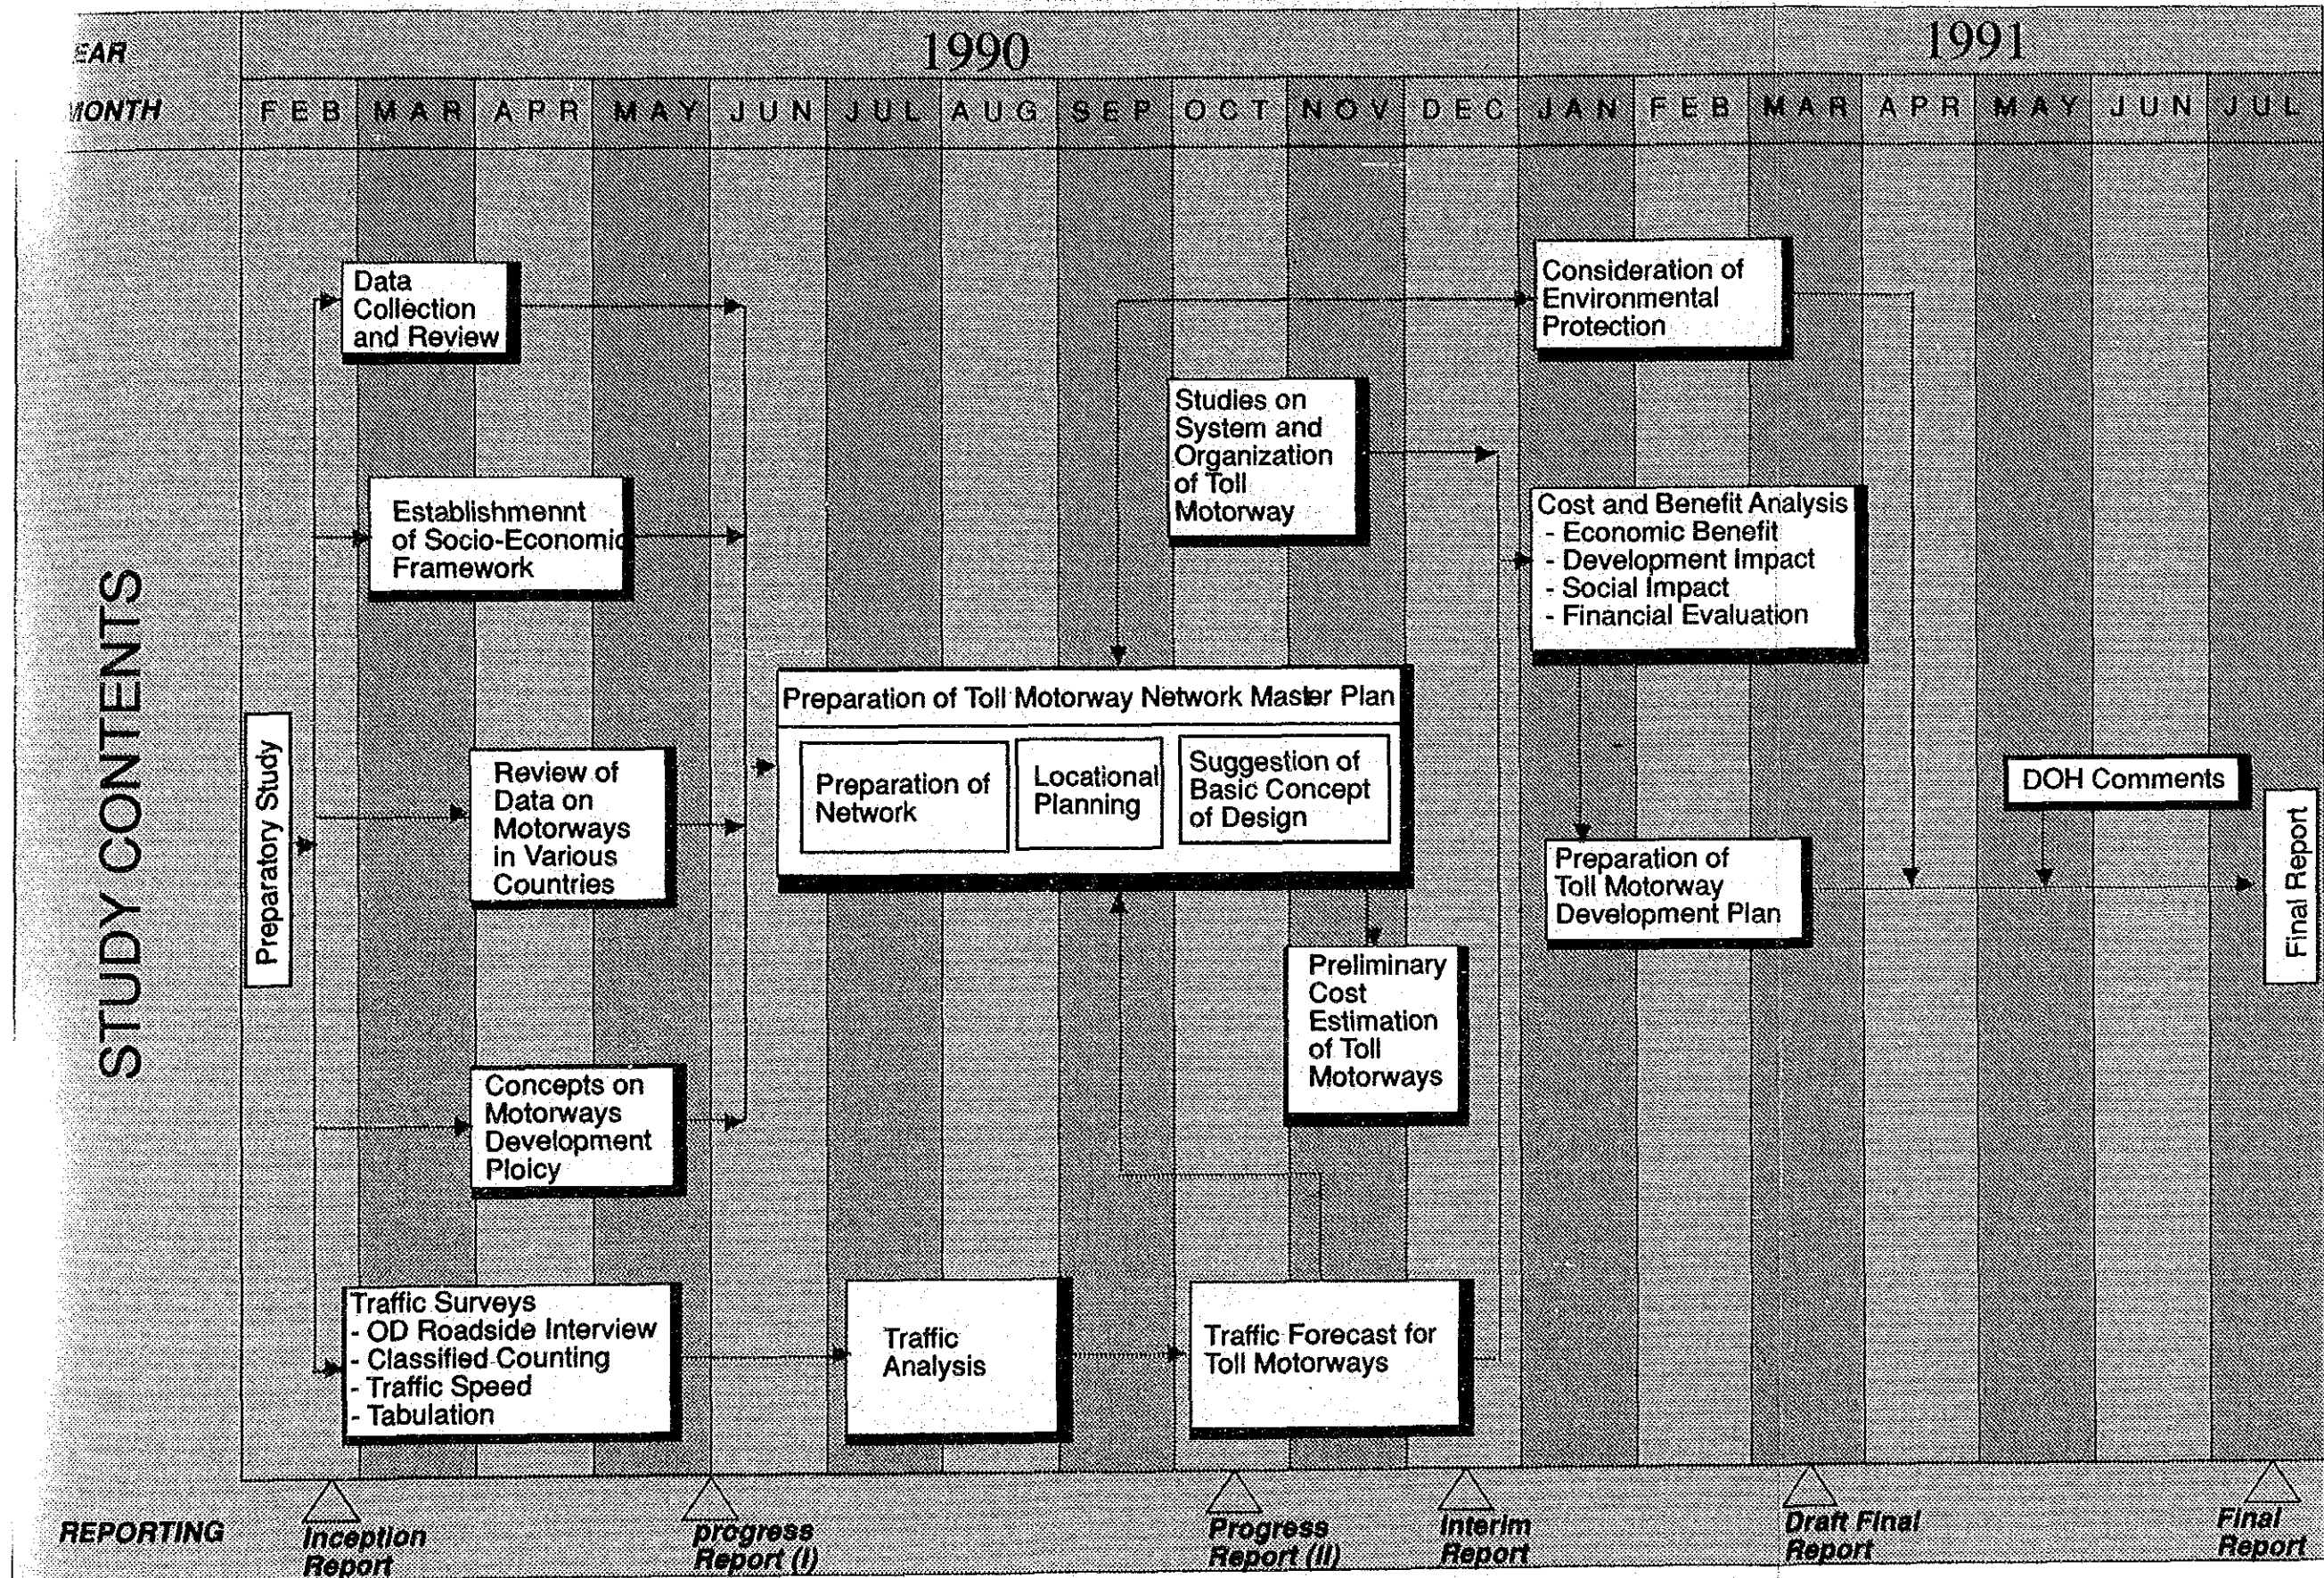 EAR
1990
1991
MONTH
FEB MAR APR MAY JUN JUL AUG SEP OCT NOV DEC JAN FEB MAR APR MAY JUN JUL
STUDY CONTENTS
Preparatory Study
Data
Collection
and Review
Establishmennt
of Socio-Economic
Framework
Review of
Data on
Motorways
in Various
Countries
Concepts on
Motorways
Development
Ploicy
Traffic Surveys
- OD Roadside Interview
- Classified Counting
- Traffic Speed
- Tabulation
Preparation of Toll Motorway Network Master Plan
Preparation of
Network
Locational
Planning
Suggestion of
Basic Concept
of Design
Traffic
Analysis
Studies on
System and
Organization
of Toll
Motorway
Preliminary
Cost
Estimation
of Toll
Motorways
Traffic Forecast for
Toll Motorways
Consideration of
Environmental
Protection
Cost and Benefit Analysis
- Economic Benefit
- Development Impact
- Social Impact
- Financial Evaluation
Preparation of
Toll Motorway
Development Plan
DOH Comments
Final Report
REPORTING
Inception
Report
progress
Report (I)
Progress
Report (II)
Interim
Report
Draft Final
Report
Final
Report